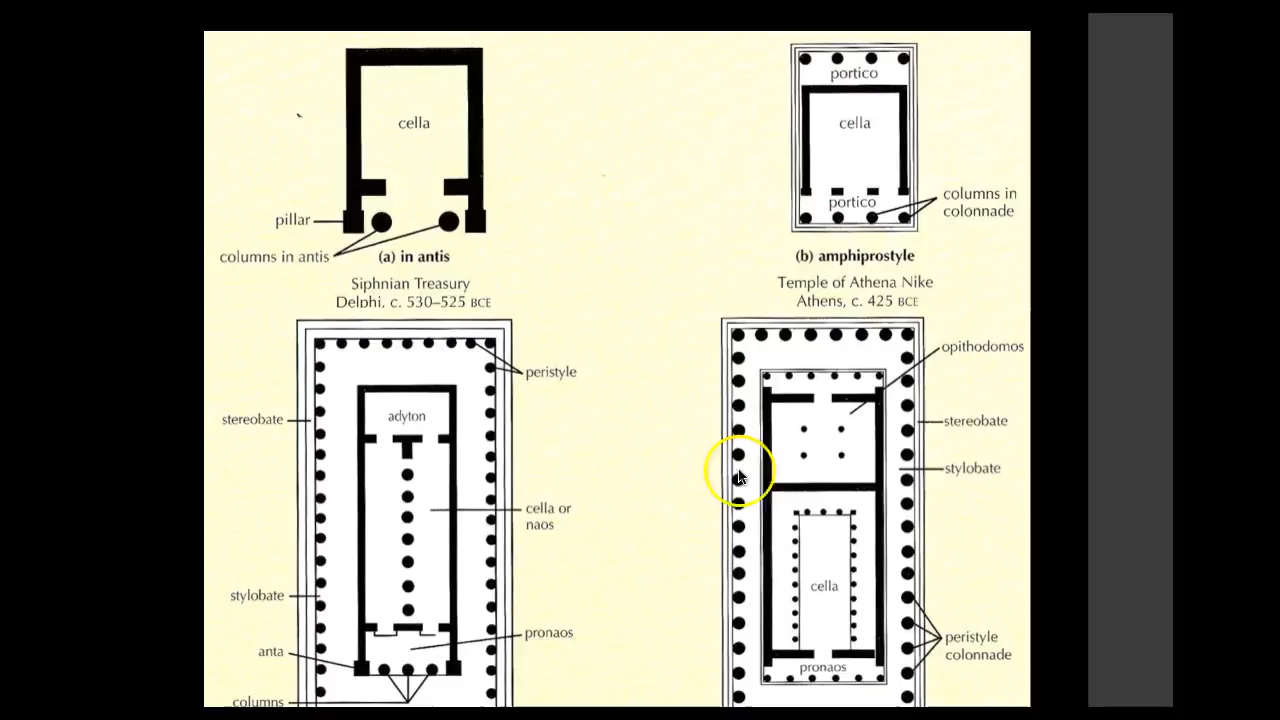 cella
pillar
columns in antis
(a) in antis
Siphnian Treasury
Delphi, c. 530–525 BCE
portico
cella
portico
columns in
colonnade
(b) amphiprostyle
Temple of Athena Nike
Athens, c. 425 BCE
peristyle
stereobate
adyton
cella or
naos
stylobate
pronaos
anta
columns
opithodomos
stereobate
stylobate
cella
peristyle
colonnade
pronaos